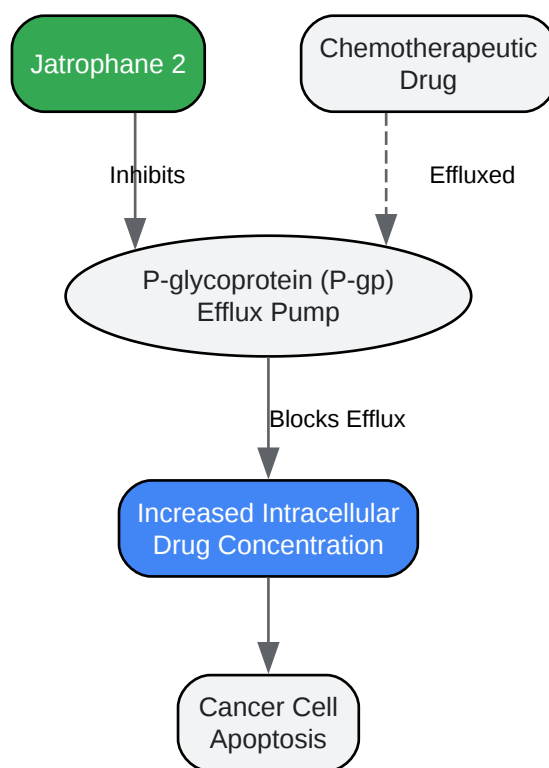 Jatrophane 2
Chemotherapeutic
Drug
Inhibits
Effluxed
P-glycoprotein (P-gp)
Efflux Pump
Blocks Efflux
Increased Intracellular
Drug Concentration
Cancer Cell
Apoptosis